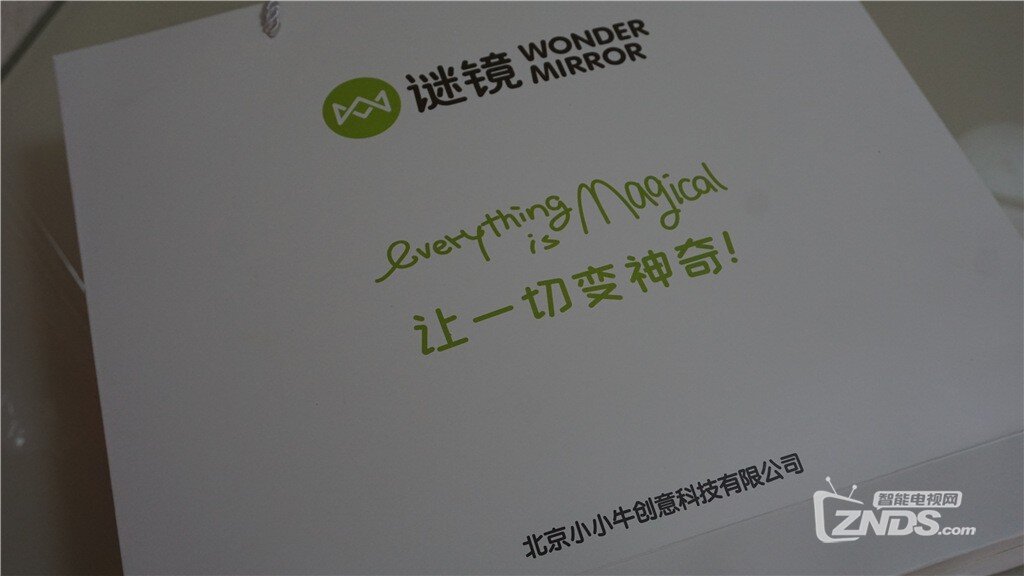 谜镜 WONDER
MIRROR
everything is Magical
让一切变神奇!
北京小小牛创意科技有限公司
智能电视网
ZNDS.com